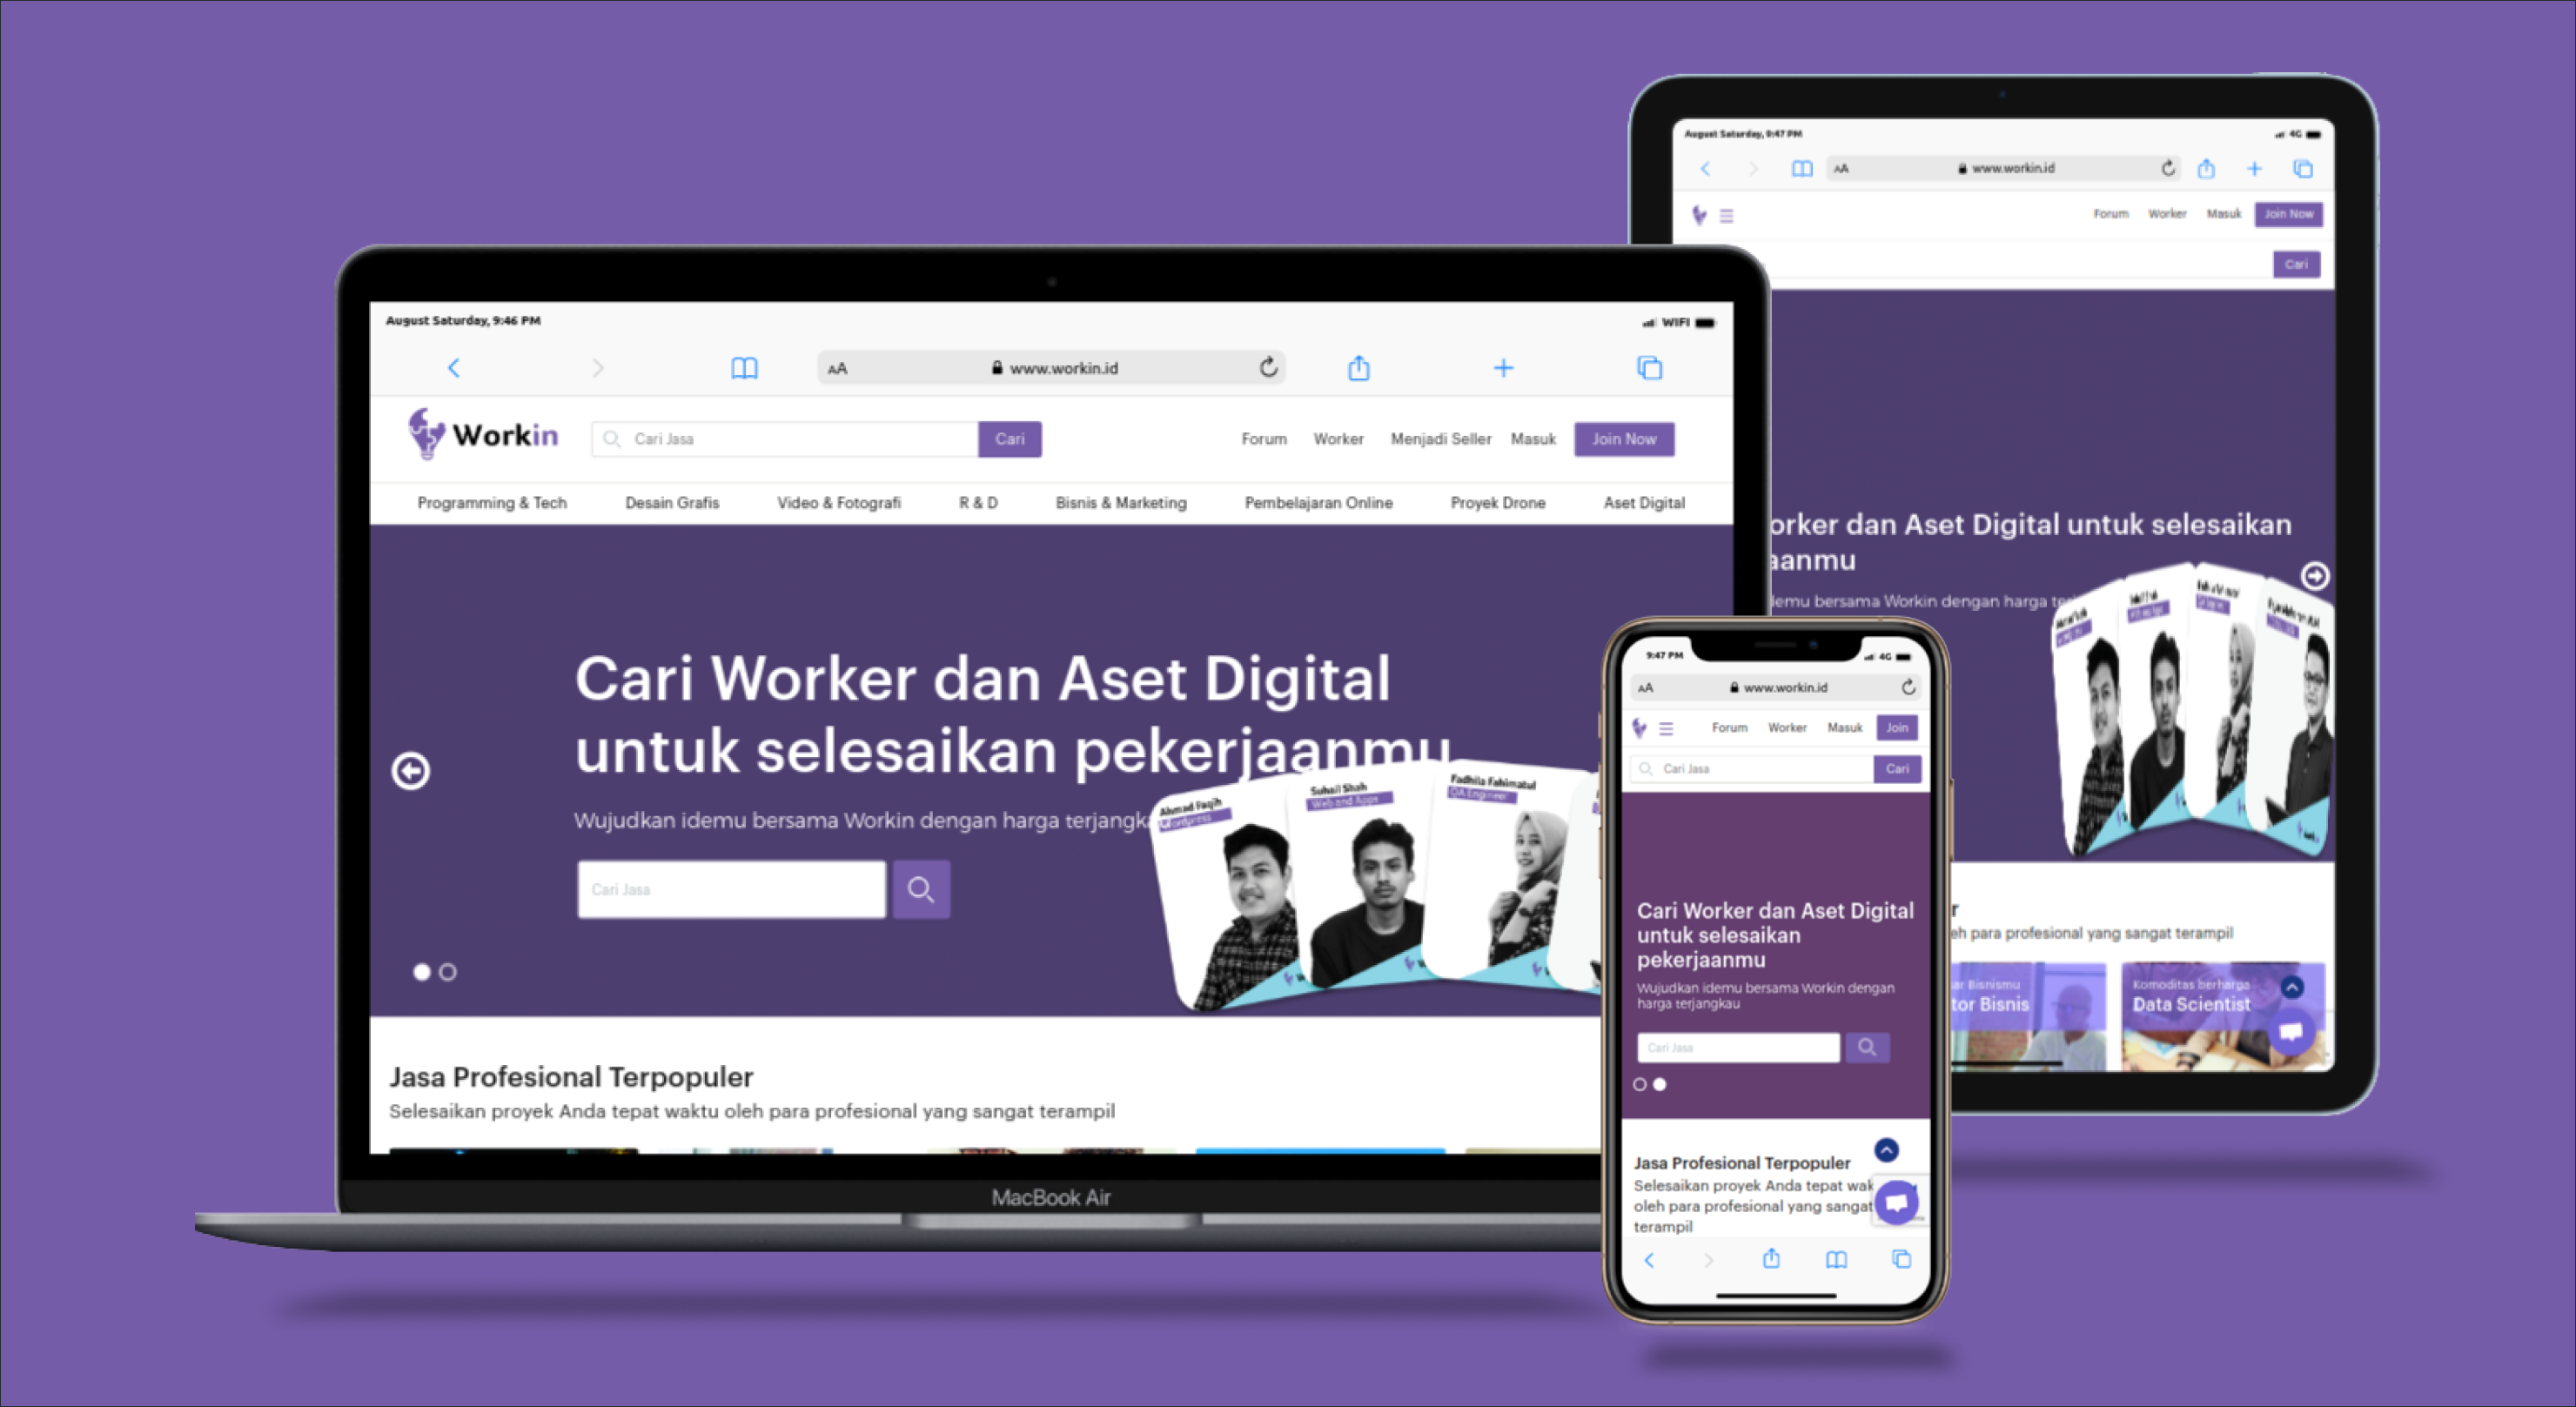 August Saturday, 9:46 PM
WIFI
AA
www.workin.id
Workin
Cari Jasa
Cari
Forum
Worker
Menjadi Seller
Masuk
Join Now
Programming & Tech
Desain Grafis
Video & Fotografi
R & D
Bisnis & Marketing
Pembelajaran Online
Proyek Drone
Aset Digital
Cari Worker dan Aset Digital
untuk selesaikan pekerjaanmu
Wujudkan idemu bersama Workin dengan harga terjangkau
Cari Jasa
Ahmad Faqih
Wordpress
Suhail Shah
Web and Apps
Fadhila Fahimatul
QA Engineer
Jasa Profesional Terpopuler
Selesaikan proyek Anda tepat waktu oleh para profesional yang sangat terampil
MacBook Air
August Saturday, 9:47 PM
4G
AA
www.workin.id
Forum
Worker
Masuk
Join Now
Cari
orker dan Aset Digital untuk selesaikan
aanmu
demu bersama Workin dengan harga
r
eh para profesional yang sangat terampil
ar Bisnismu
tor Bisnis
Komoditas berharga
Data Scientist
9:47 PM
4G
AA
www.workin.id
Forum
Worker
Masuk
Join
Cari Jasa
Cari
Cari Worker dan Aset Digital
untuk selesaikan
pekerjaanmu
Wujudkan idemu bersama Workin dengan
harga terjangkau
Cari Jasa
Jasa Profesional Terpopuler
Selesaikan proyek Anda tepat wak
oleh para profesional yang sangat
terampil